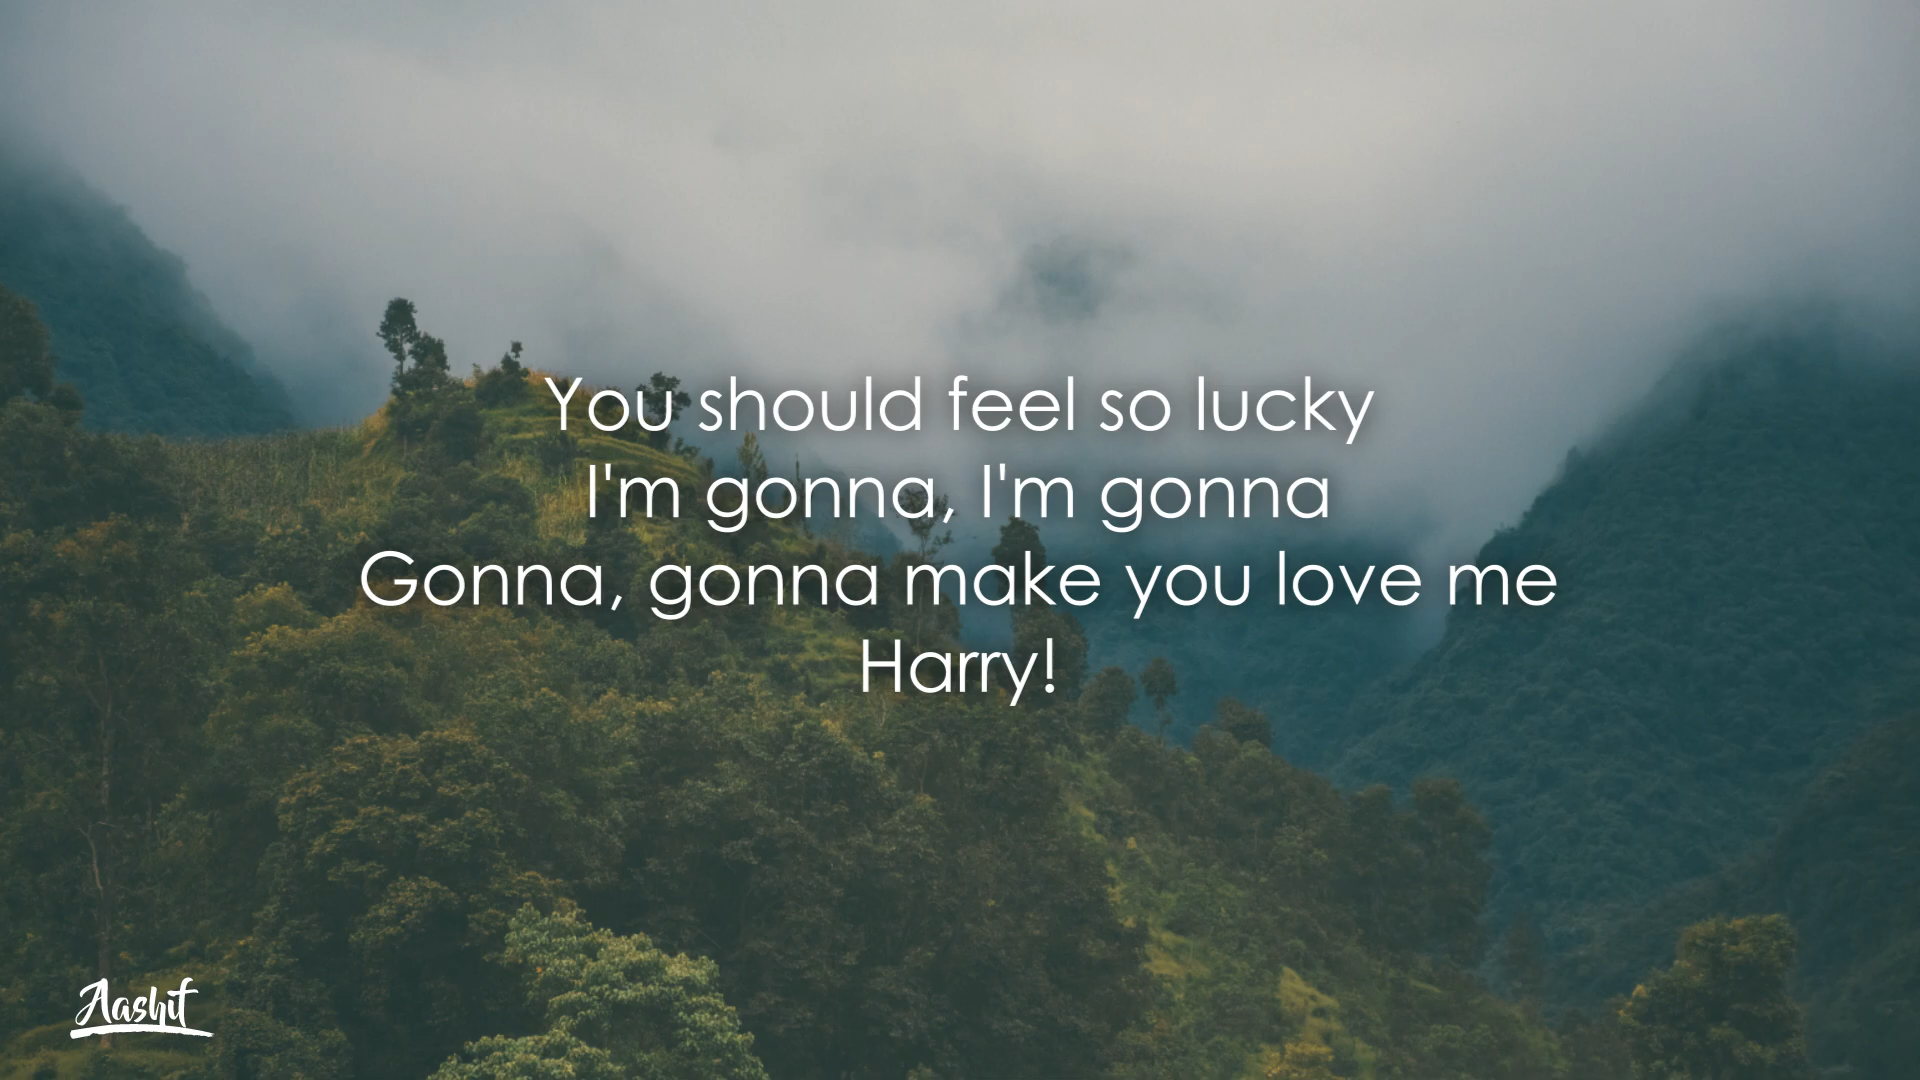 You should feel so lucky
I'm gonna, I'm gonna
Gonna, gonna make you love me
Harry!
Aashif